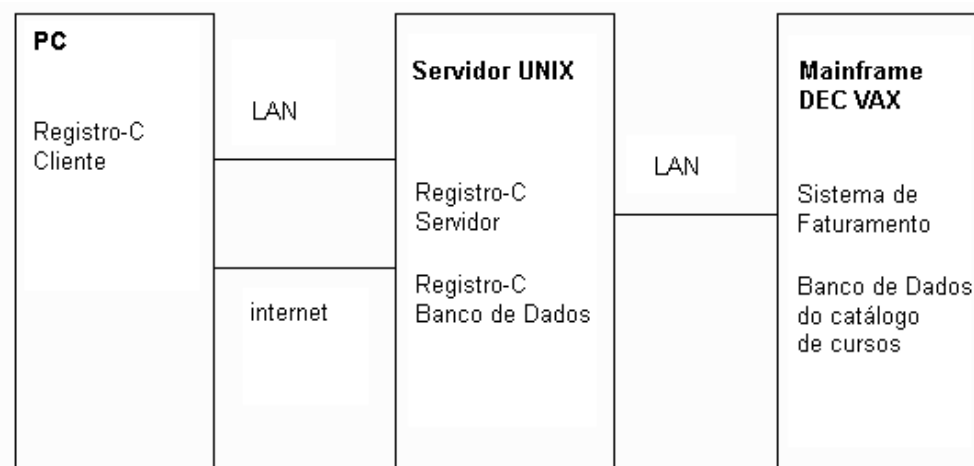 PC
Registro-C
Cliente
LAN
internet
Servidor UNIX
Registro-C
Servidor
Registro-C
Banco de Dados
LAN
Mainframe
DEC VAX
Sistema de
Faturamento
Banco de Dados
do catálogo
de cursos